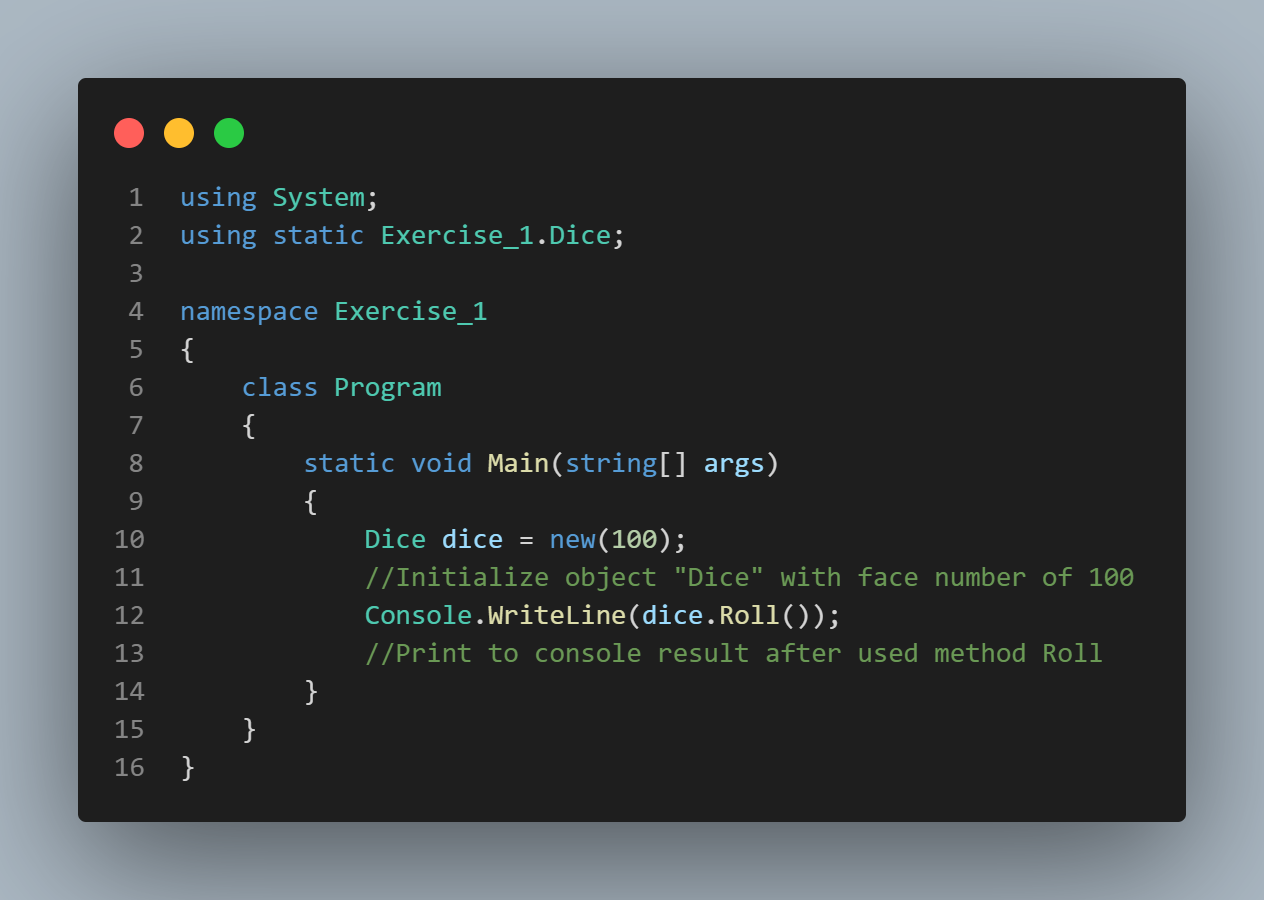 1 using System;
2 using static Exercise_1.Dice;
3
4 namespace Exercise_1
5 {
6     class Program
7     {
8         static void Main(string[] args)
9         {
10             Dice dice = new(100);
11             //Initialize object "Dice" with face number of 100
12             Console.WriteLine(dice.Roll());
13             //Print to console result after used method Roll
14         }
15     }
16 }